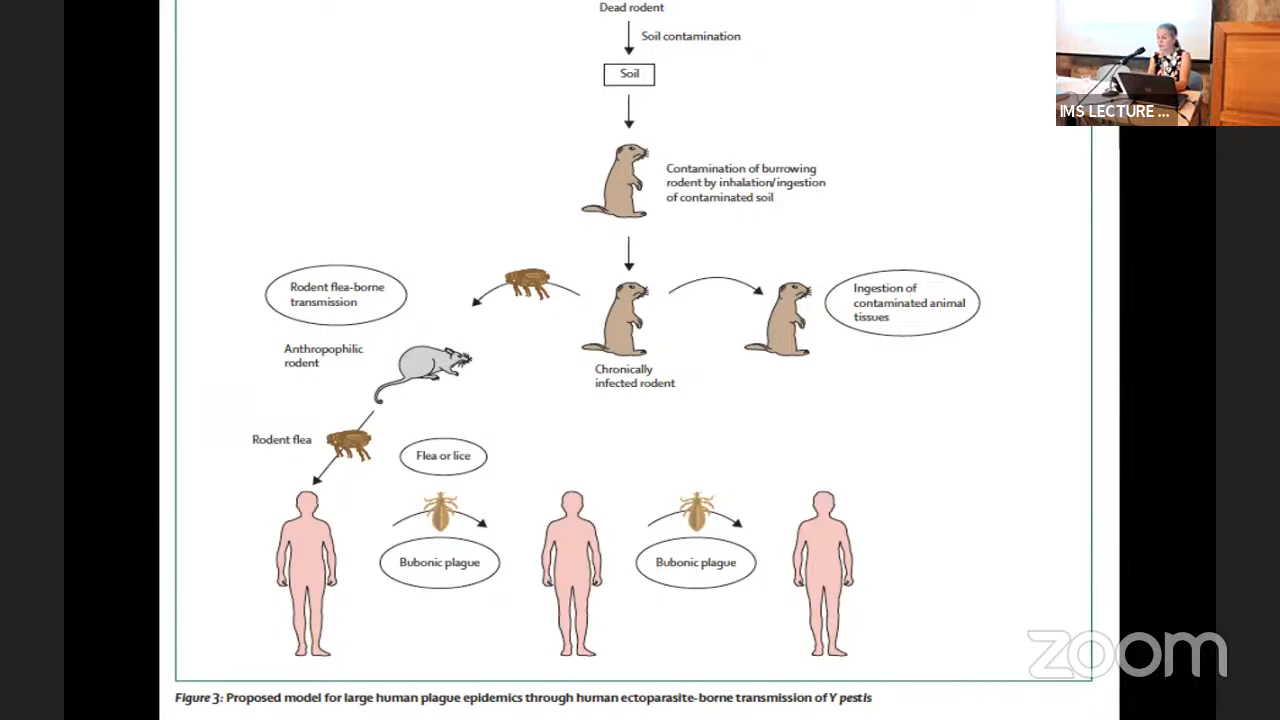 Dead rodent
Soil contamination
Soil
IMS LECTURE ...
Contamination of burrowing
rodent by inhalation/ingestion
of contaminated soil
Rodent flea-borne
transmission
Ingestion of
contaminated animal
tissues
Anthropophilic
rodent
Chronically
infected rodent
Rodent flea
Flea or lice
Bubonic plague
Bubonic plague
zoom
Figure 3: Proposed model for large human plague epidemics through human ectoparasite-borne transmission of Y pestis